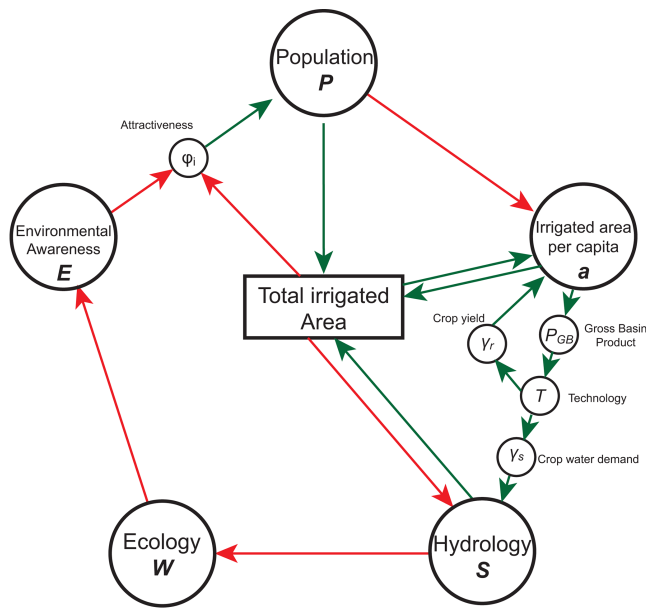 Population
P
Attractiveness
φi
Environmental
Awareness
E
Irrigated area
per capita
a
Total irrigated
Area
Crop yield
γr
PGB
Gross Basin
Product
T
Technology
γs
Crop water demand
Ecology
W
Hydrology
S